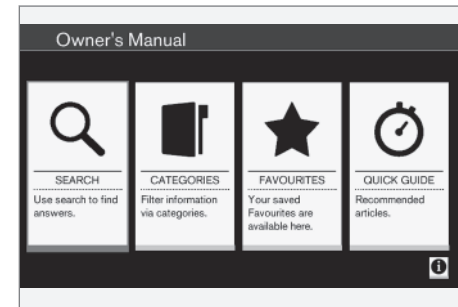 Owner's Manual
SEARCH
Use search to find
answers.
CATEGORIES
Filter information
via categories.
FAVOURITES
Your saved
Favourites are
available here.
QUICK GUIDE
Recommended
articles.
i